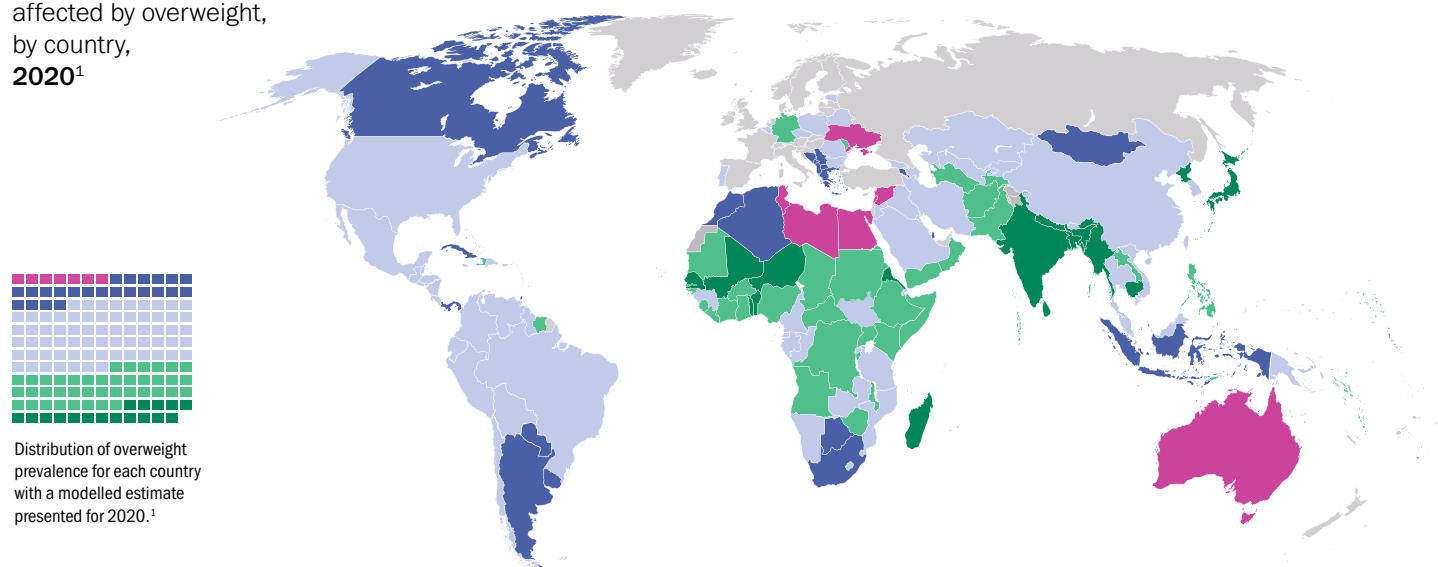 affected by overweight,
by country,
2020¹
Distribution of overweight
prevalence for each country
with a modelled estimate
presented for 2020.¹